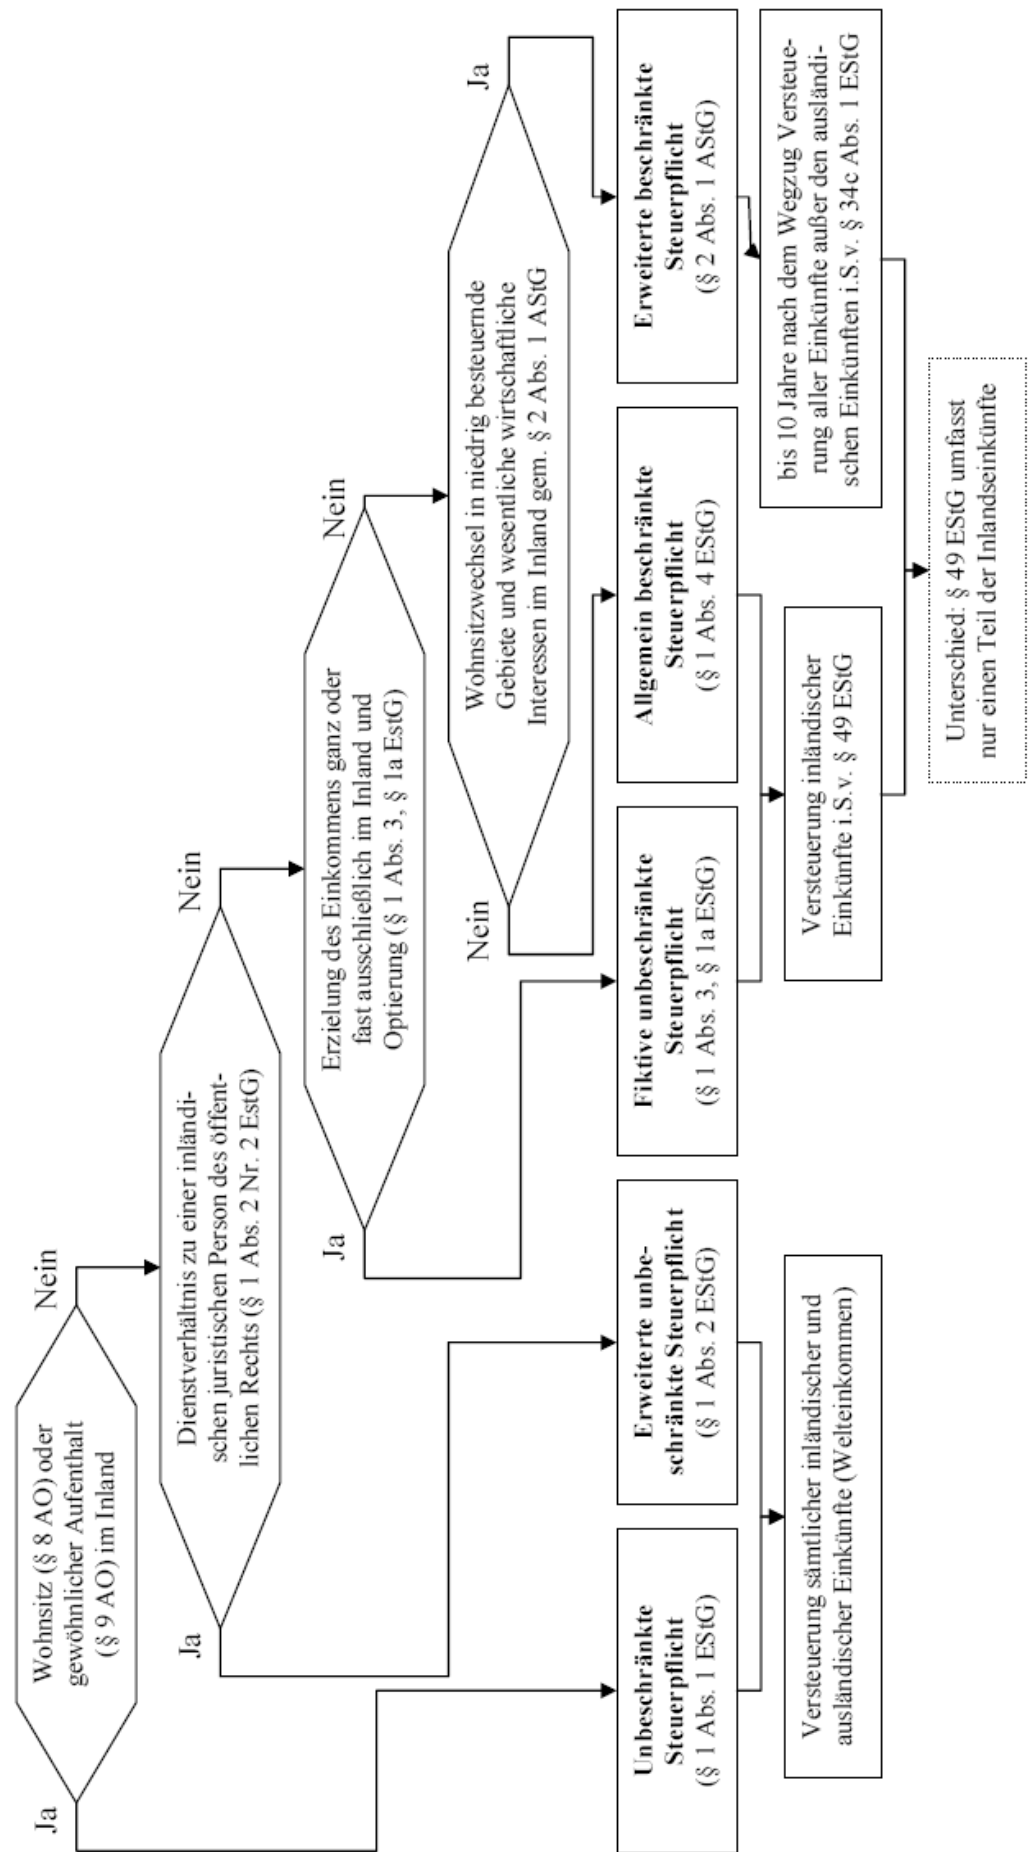 Wohnsitz (§ 8 AO) oder
gewöhnlicher Aufenthalt
(§ 9 AO) im Inland
Ja
Nein
Dienstverhältnis zu einer inländi-
schen juristischen Person des öffent-
lichen Rechts (§ 1 Abs. 2 Nr. 2 EstG)
Ja
Nein
Erzielung des Einkommens ganz oder
fast ausschließlich im Inland und
Optierung (§ 1 Abs. 3, § 1a EstG)
Ja
Nein
Wohnsitzwechsel in niedrig besteuernde
Gebiete und wesentliche wirtschaftliche
Interessen im Inland gem. § 2 Abs. 1 AStG
Nein
Ja
Unbeschränkte
Steuerpflicht
(§ 1 Abs. 1 EStG)
Erweiterte unbe-
schränkte Steuerpflicht
(§ 1 Abs. 2 EStG)
Fiktive unbeschränkte
Steuerpflicht
(§ 1 Abs. 3, § 1a EStG)
Allgemein beschränkte
Steuerpflicht
(§ 1 Abs. 4 EStG)
Erweiterte beschränkte
Steuerpflicht
(§ 2 Abs. 1 AStG)
Versteuerung sämtlicher inländischer und
ausländischer Einkünfte (Welteinkommen)
Versteuerung inländischer
Einkünfte i.S.v. § 49 EStG
bis 10 Jahre nach dem Wegzug Versteue-
rung aller Einkünfte außer den ausländi-
schen Einkünften i.S.v. § 34c Abs. 1 EStG
Unterschied: § 49 EStG umfasst
nur einen Teil der Inlandseinkünfte